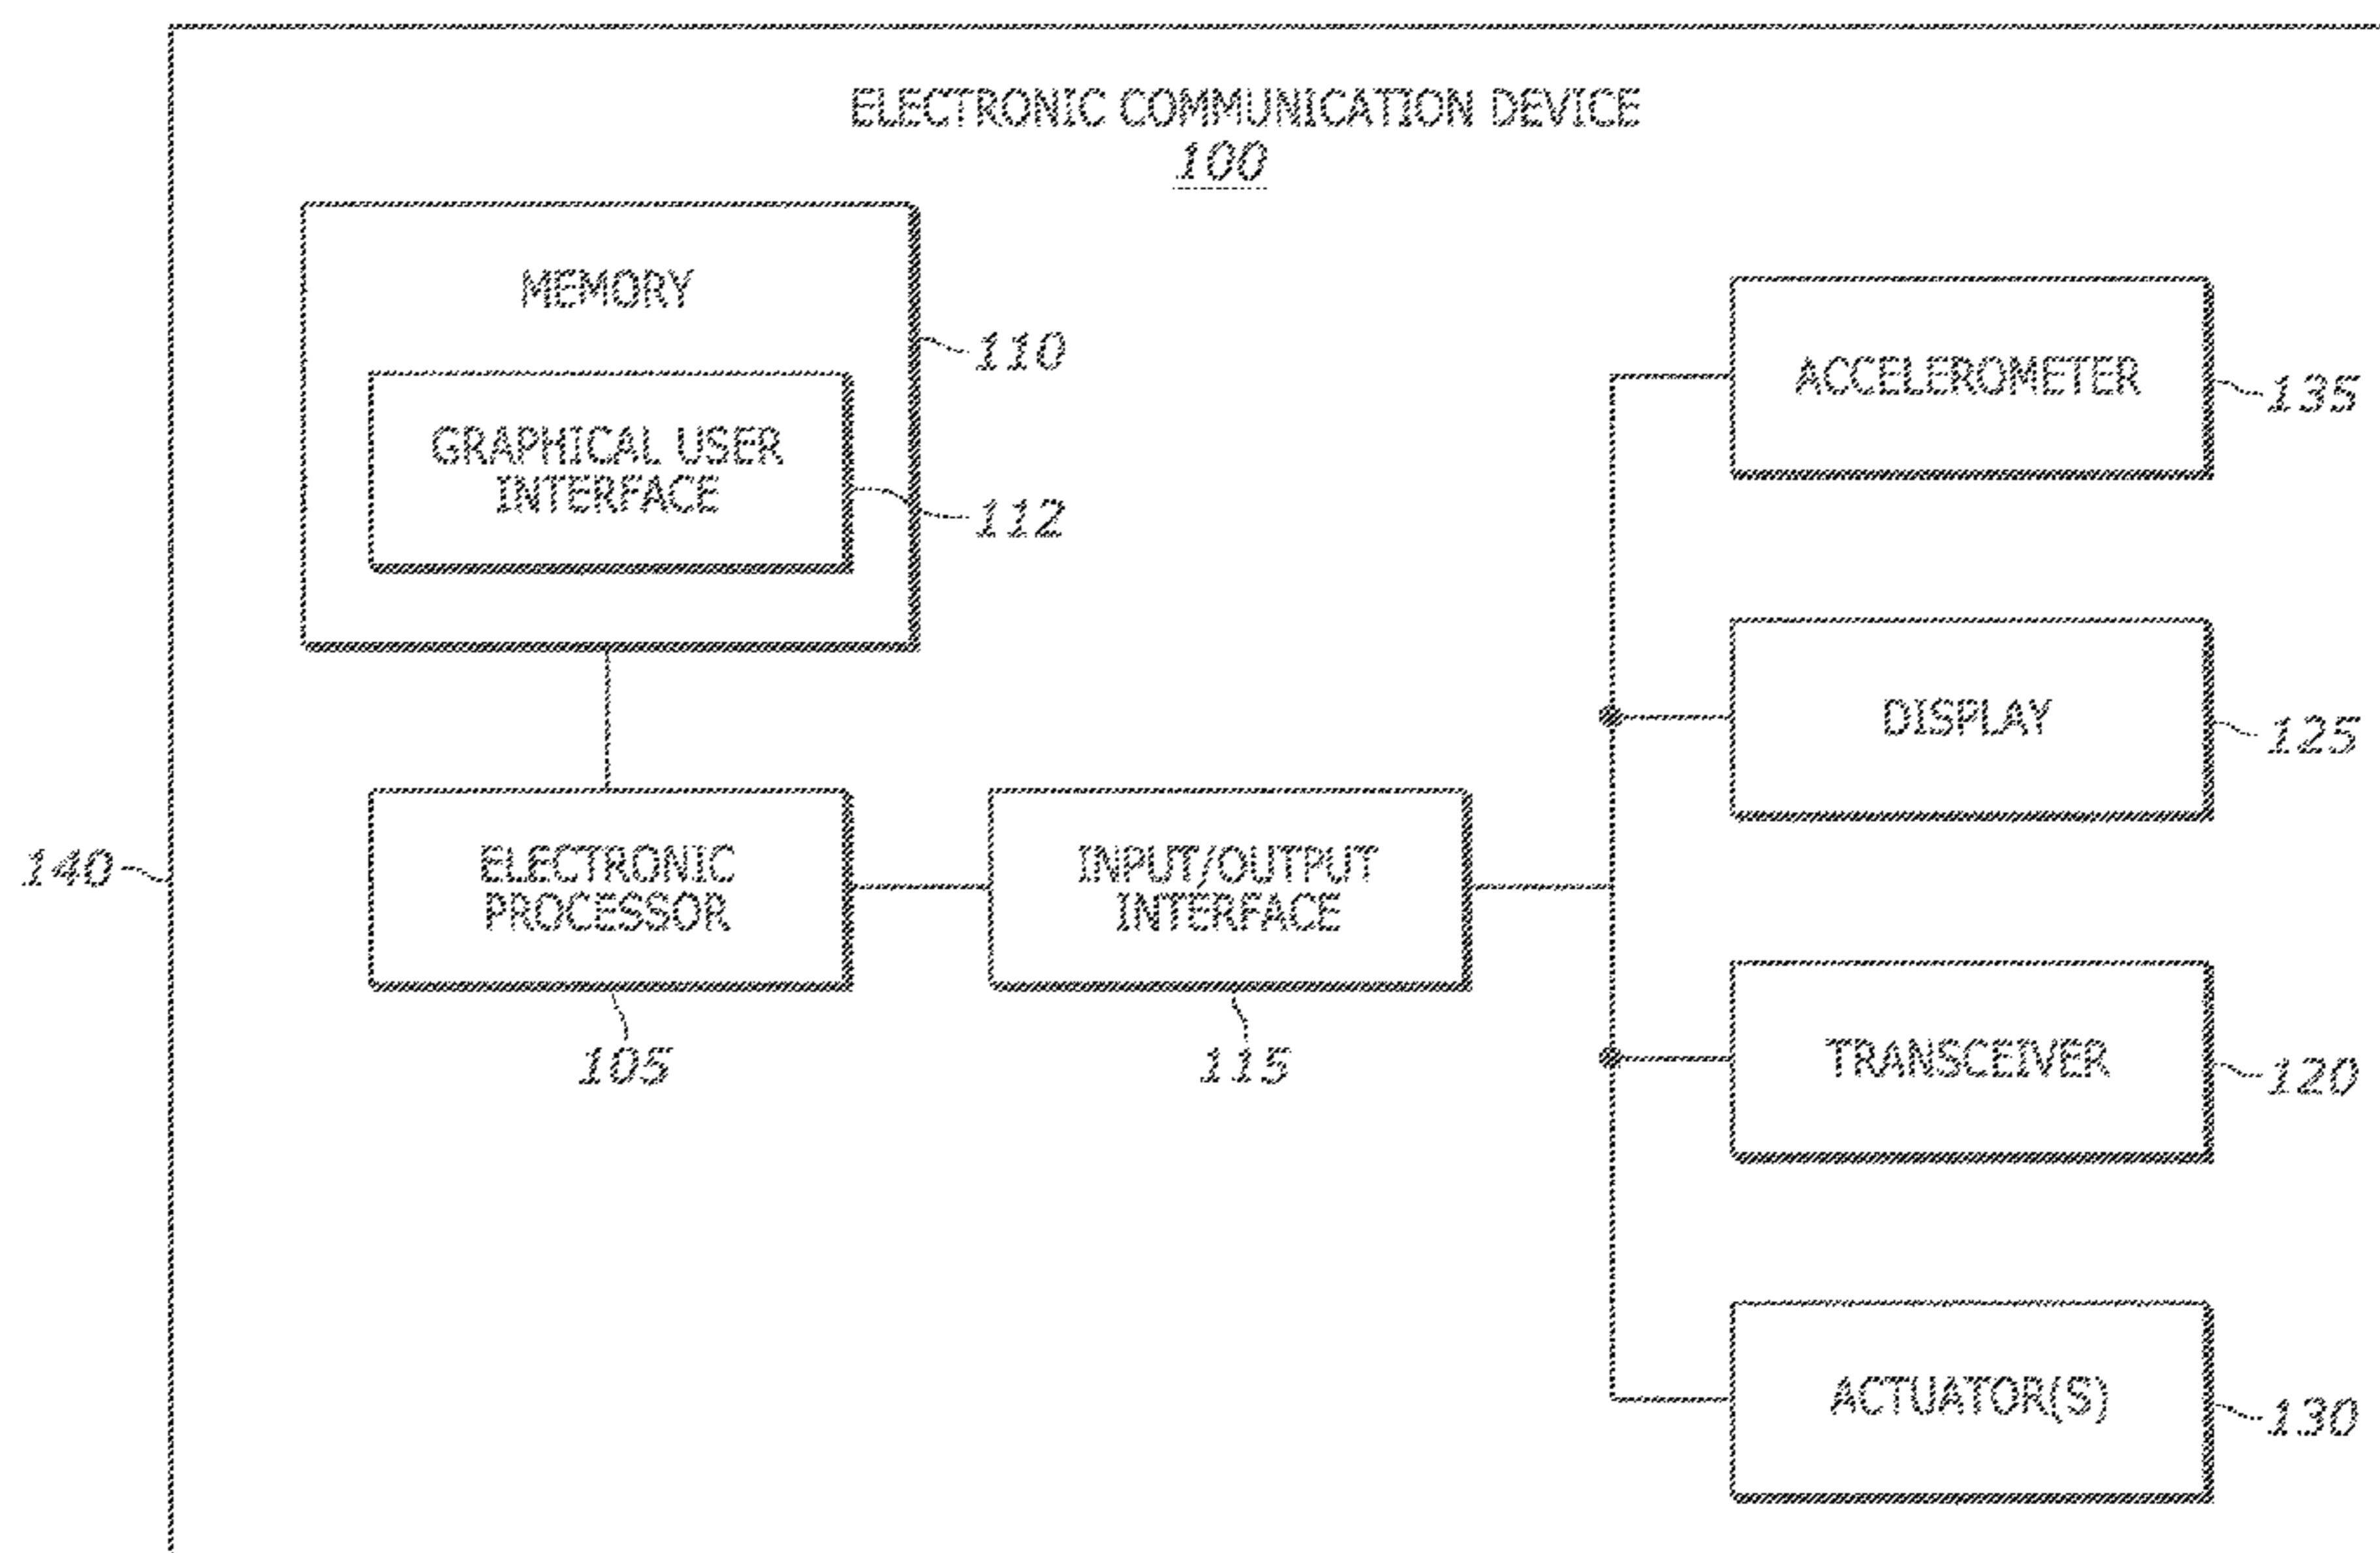 ELECTRONIC COMMUNICATION DEVICE
100
MEMORY
110
GRAPHICAL USER
INTERFACE
112
ACCELEROMETER
135
DISPLAY
125
140
ELECTRONIC
PROCESSOR
105
INPUT/OUTPUT
INTERFACE
115
TRANSCEIVER
120
ACTUATOR(S)
130